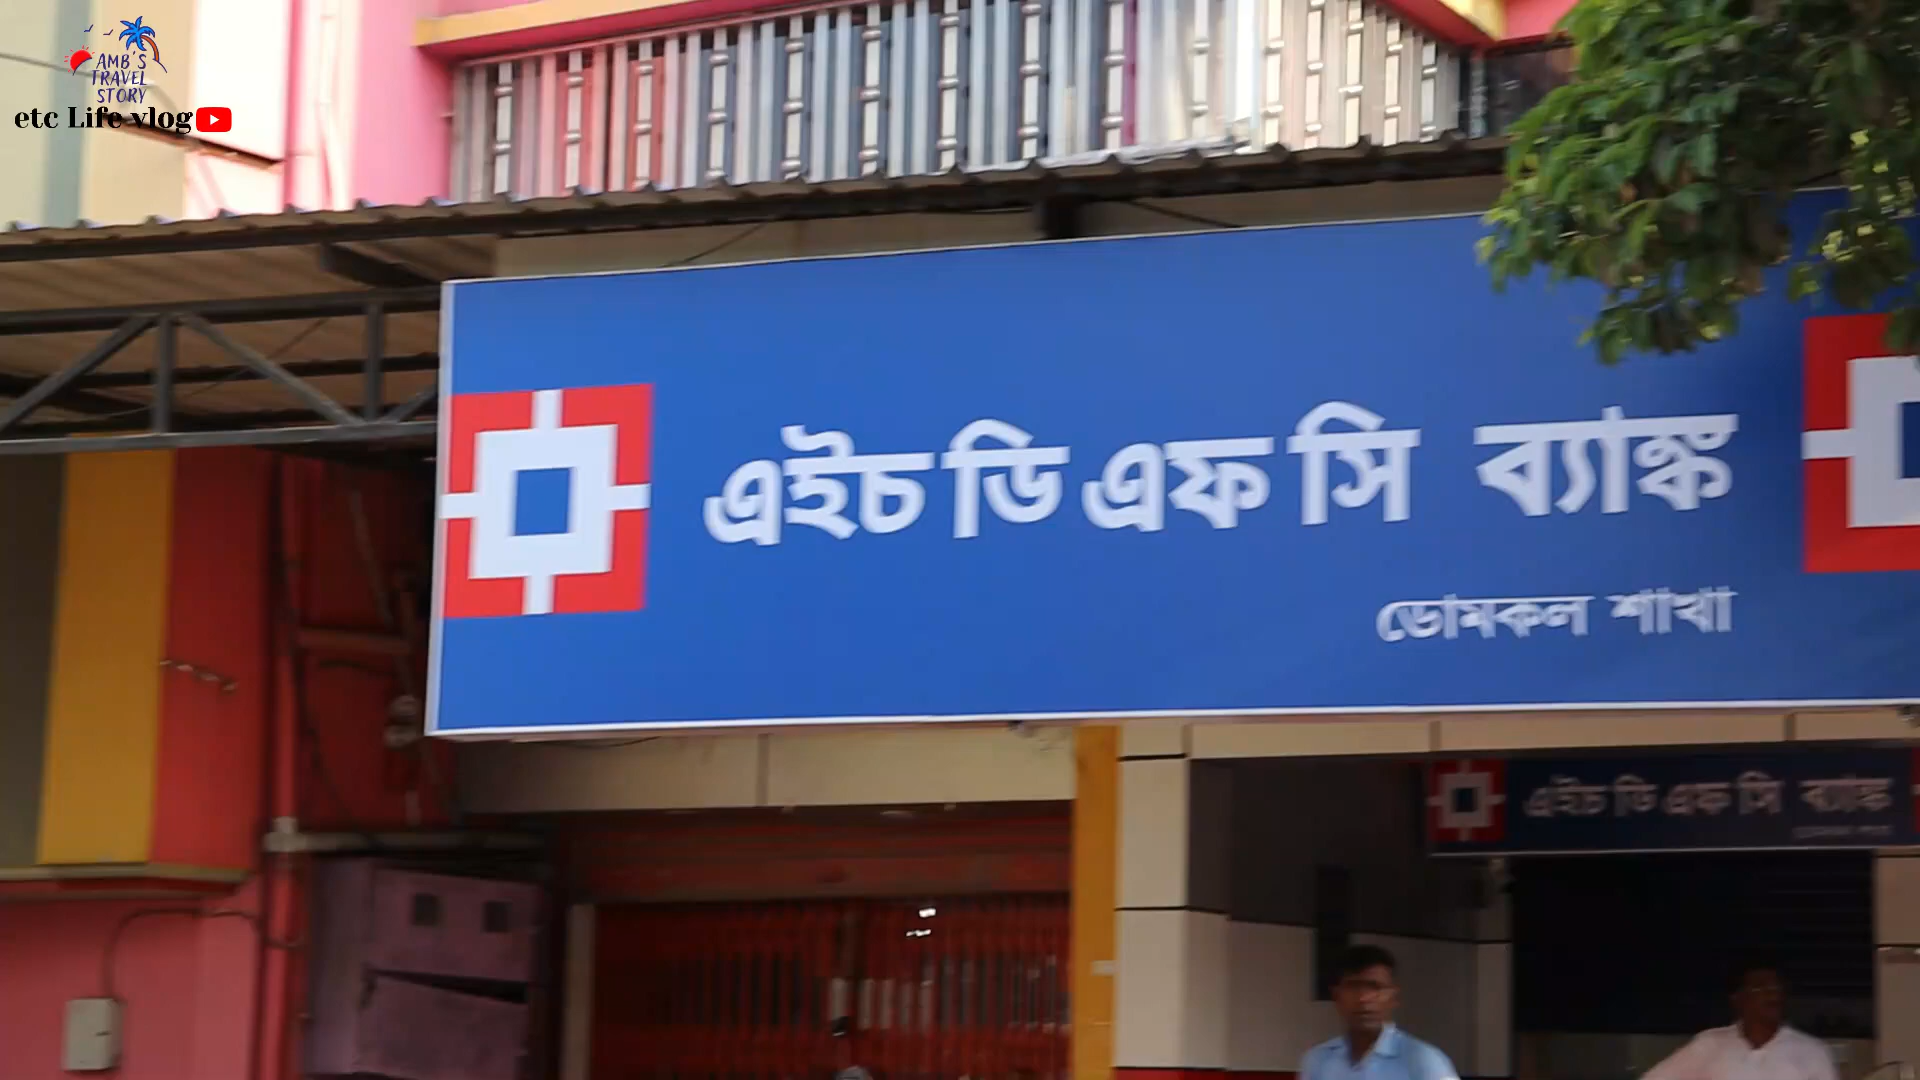 AMB'S
TRAVEL
STORY
etc Life vlog
এইচ ডি এফ সি ব্যাঙ্ক
ডোমকল শাখা
এইচ ডি এফ সি ব্যাঙ্ক